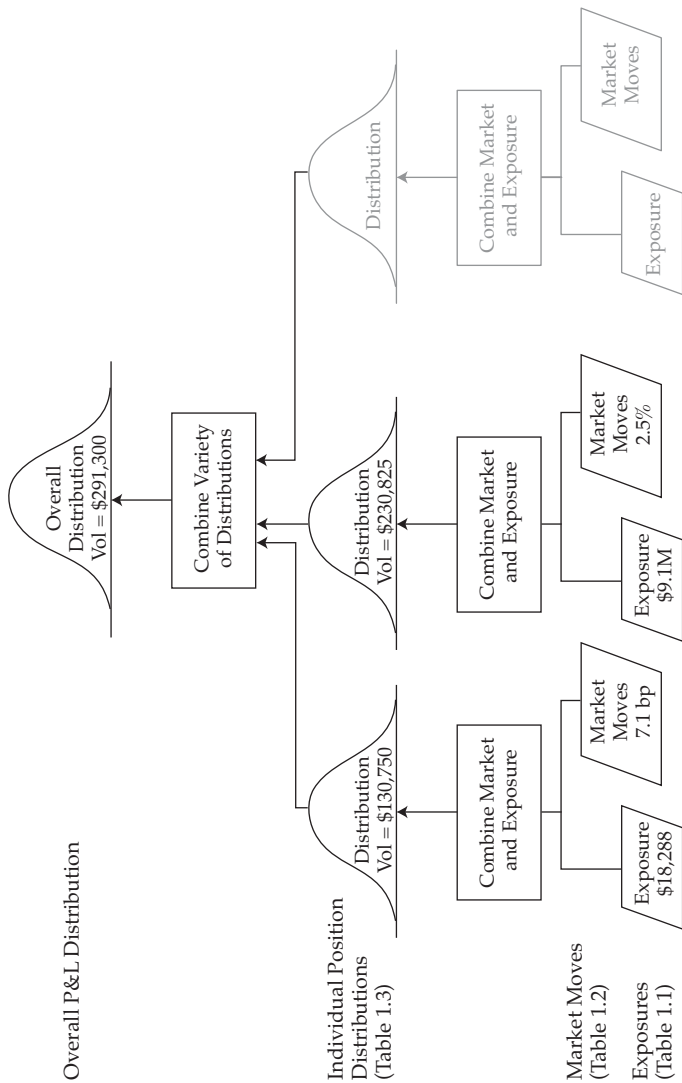 Overall P&L Distribution
Overall
Distribution
Vol = $291,300
Combine Variety
of Distributions
Individual Position
Distributions
(Table 1.3)
Distribution
Vol = $130,750
Distribution
Vol = $230,825
Distribution
Combine Market
and Exposure
Combine Market
and Exposure
Combine Market
and Exposure
Market Moves
(Table 1.2)
Market
Moves
7.1 bp
Market
Moves
2.5%
Market
Moves
Exposures
(Table 1.1)
Exposure
$18,288
Exposure
$9.1M
Exposure